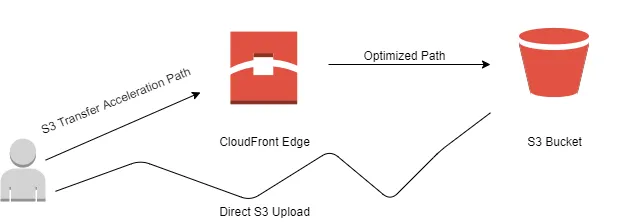 S3 Transfer Acceleration Path
Optimized Path
CloudFront Edge
S3 Bucket
Direct S3 Upload